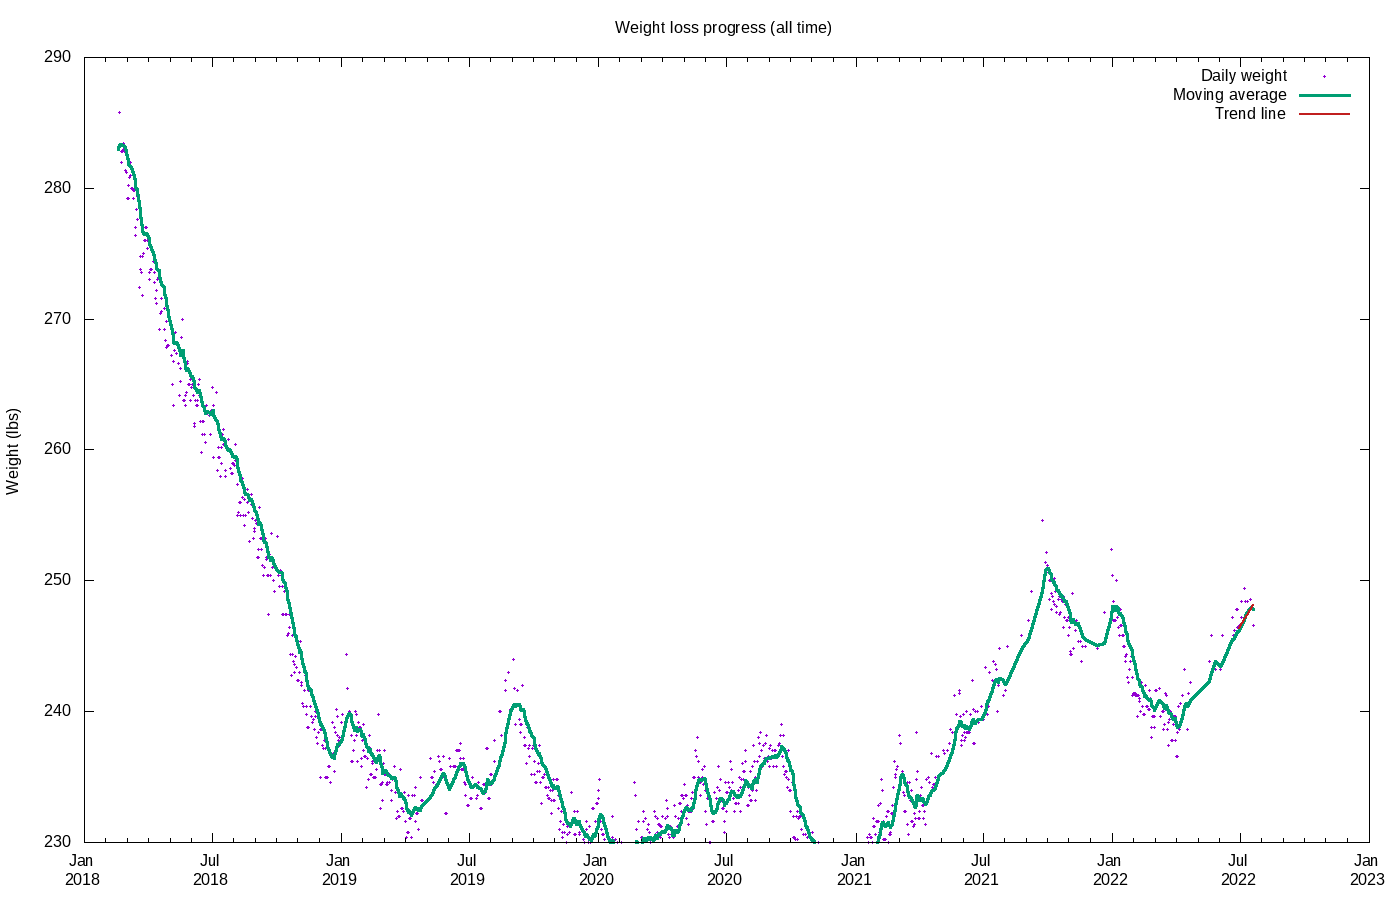 Weight loss progress (all time)
Daily weight
Moving average
Trend line
Weight (lbs)
290
280
270
260
250
240
230
Jan Jul Jan Jul Jan Jul Jan Jul Jan Jul Jan
2018 2018 2019 2019 2020 2020 2021 2021 2022 2022 2023